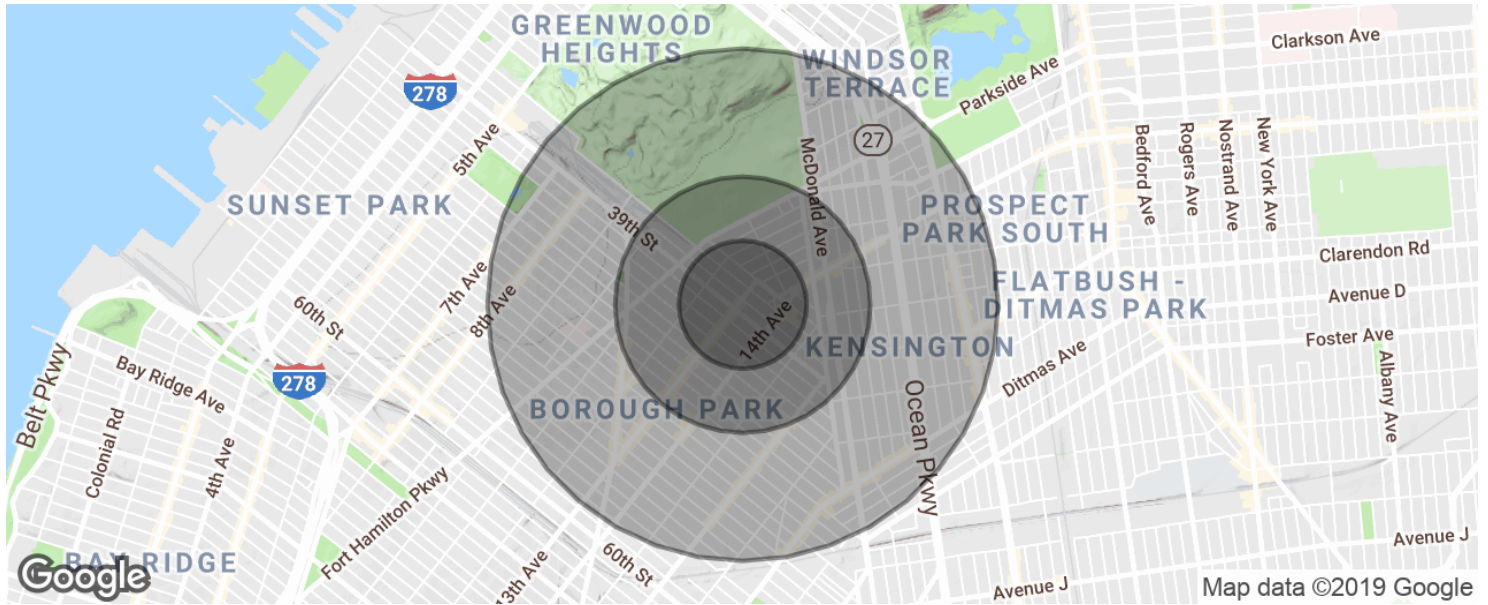 GREENWOOD
HEIGHTS
WINDSOR
TERRACE
Clarkson Ave
Parkside Ave
278
27
5th Ave
McDonald Ave
Bedford Ave
Rogers Ave
Nostrand Ave
New York Ave
SUNSET PARK
39th St
PROSPECT
PARK SOUTH
Clarendon Rd
7th Ave
8th Ave
60th St
14th Ave
FLATBUSH -
DITMAS PARK
Avenue D
KENSINGTON
Foster Ave
Belt Pkwy
Bay Ridge Ave
278
Ditmas Ave
Albany Ave
BOROUGH PARK
Ocean Pkwy
Colonial Rd
4th Ave
Fort Hamilton Pkwy
60th St
13th Ave
Avenue J
BAY RIDGE
Avenue J
Google
Map data ©2019 Google